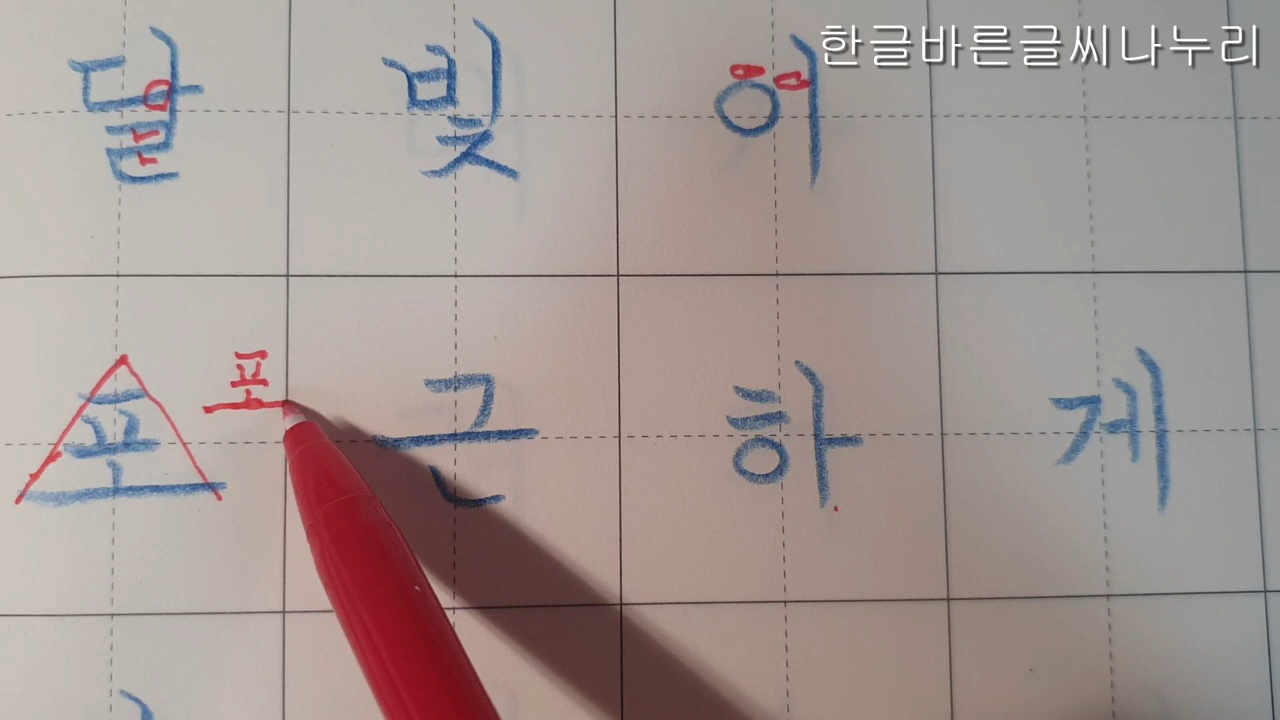 한글바른글씨나누리
달 빛 이
포 포 근 하 게